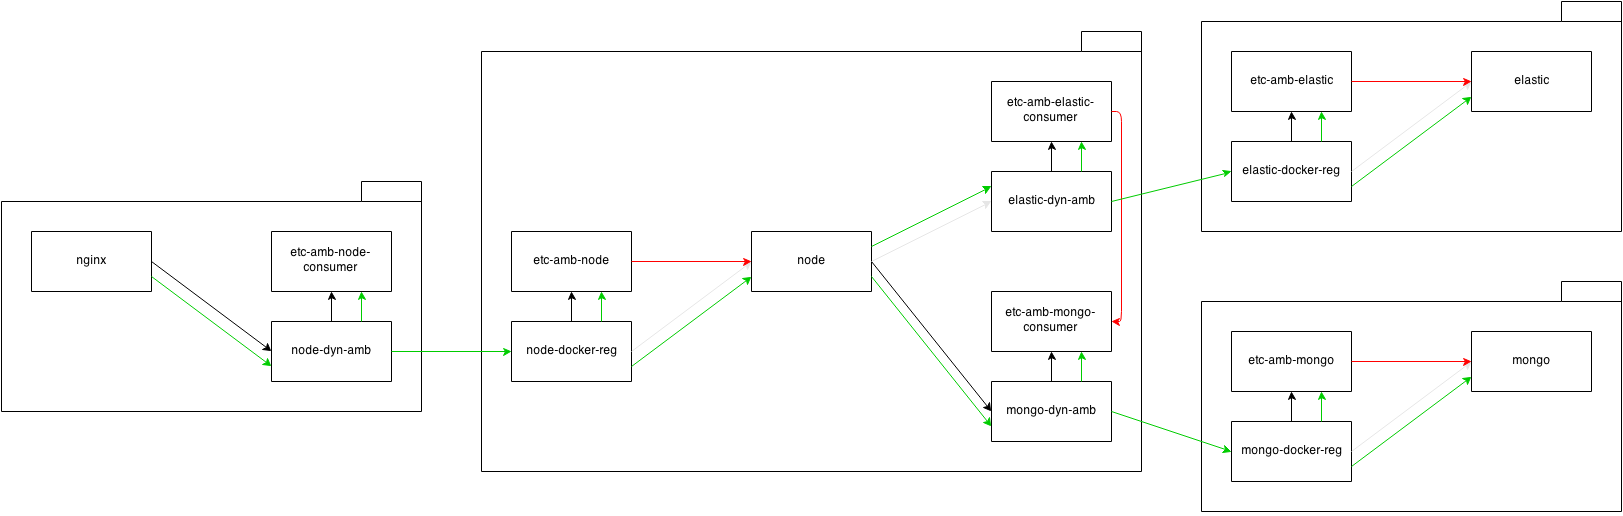 nginx
etc-amb-node-
consumer
node-dyn-amb
etc-amb-node
node-docker-reg
node
etc-amb-elastic-
consumer
elastic-dyn-amb
etc-amb-mongo-
consumer
mongo-dyn-amb
etc-amb-elastic
elastic
elastic-docker-reg
etc-amb-mongo
mongo
mongo-docker-reg